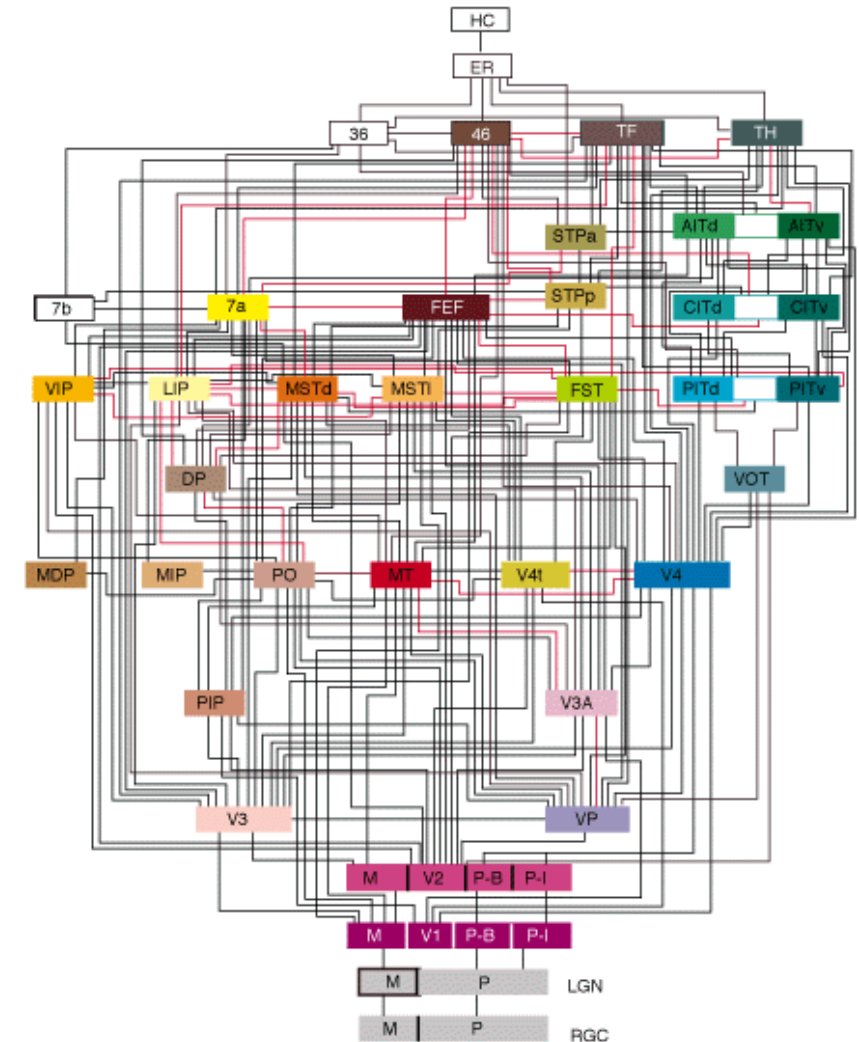 HC
ER
36 46 TF TH
STPa AITd AITv
7b 7a FEF STPp CITd CITv
VIP LIP MSTd MSTl FST PITd PITv
DP VOT
MDP MIP PO MT V4t V4
PIP V3A
V3 VP
M V2 P-B P-I
M V1 P-B P-I
M P LGN
M P RGC